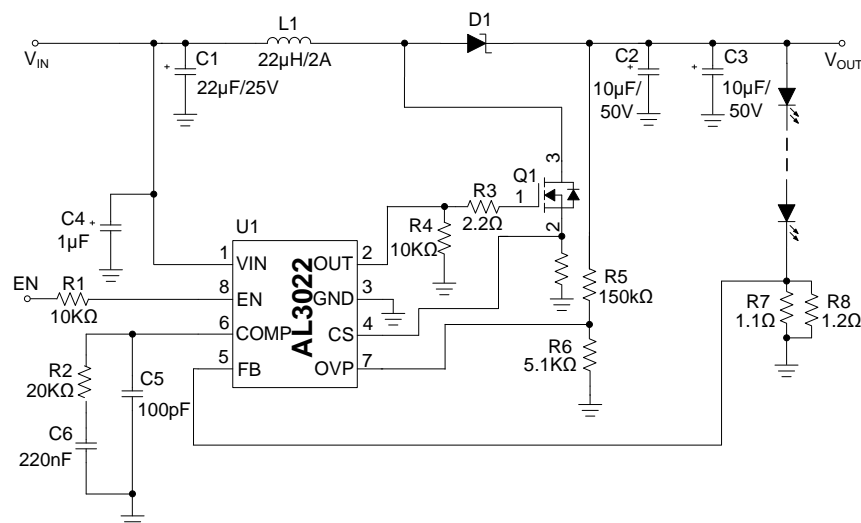 L1
D1
V_IN
C1
22µH/2A
C2
C3
V_OUT
+
+
+
22µF/25V
10µF/
50V
10µF/
50V
3
Q1
R3
1
C4
+
1µF
U1
R4
10KΩ
2.2Ω
2
1
VIN
OUT
2
R5
150kΩ
EN
R1
10KΩ
8
EN
GND
3
R7
1.1Ω
R8
1.2Ω
6
COMP
CS
4
AL3022
R2
20KΩ
5
FB
OVP
7
R6
5.1KΩ
C5
100pF
C6
220nF